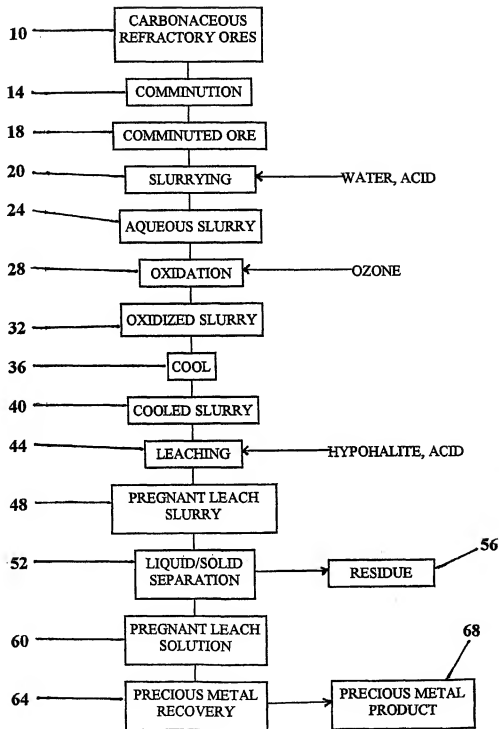 10
CARBONACEOUS
REFRACTORY ORES
14
COMMINUTION
18
COMMINUTED ORE
20
SLURRYING
WATER, ACID
24
AQUEOUS SLURRY
28
OXIDATION
OZONE
32
OXIDIZED SLURRY
36
COOL
40
COOLED SLURRY
44
LEACHING
HYPOHALITE, ACID
48
PREGNANT LEACH
SLURRY
52
LIQUID/SOLID
SEPARATION
RESIDUE
56
60
PREGNANT LEACH
SOLUTION
64
PRECIOUS METAL
RECOVERY
68
PRECIOUS METAL
PRODUCT